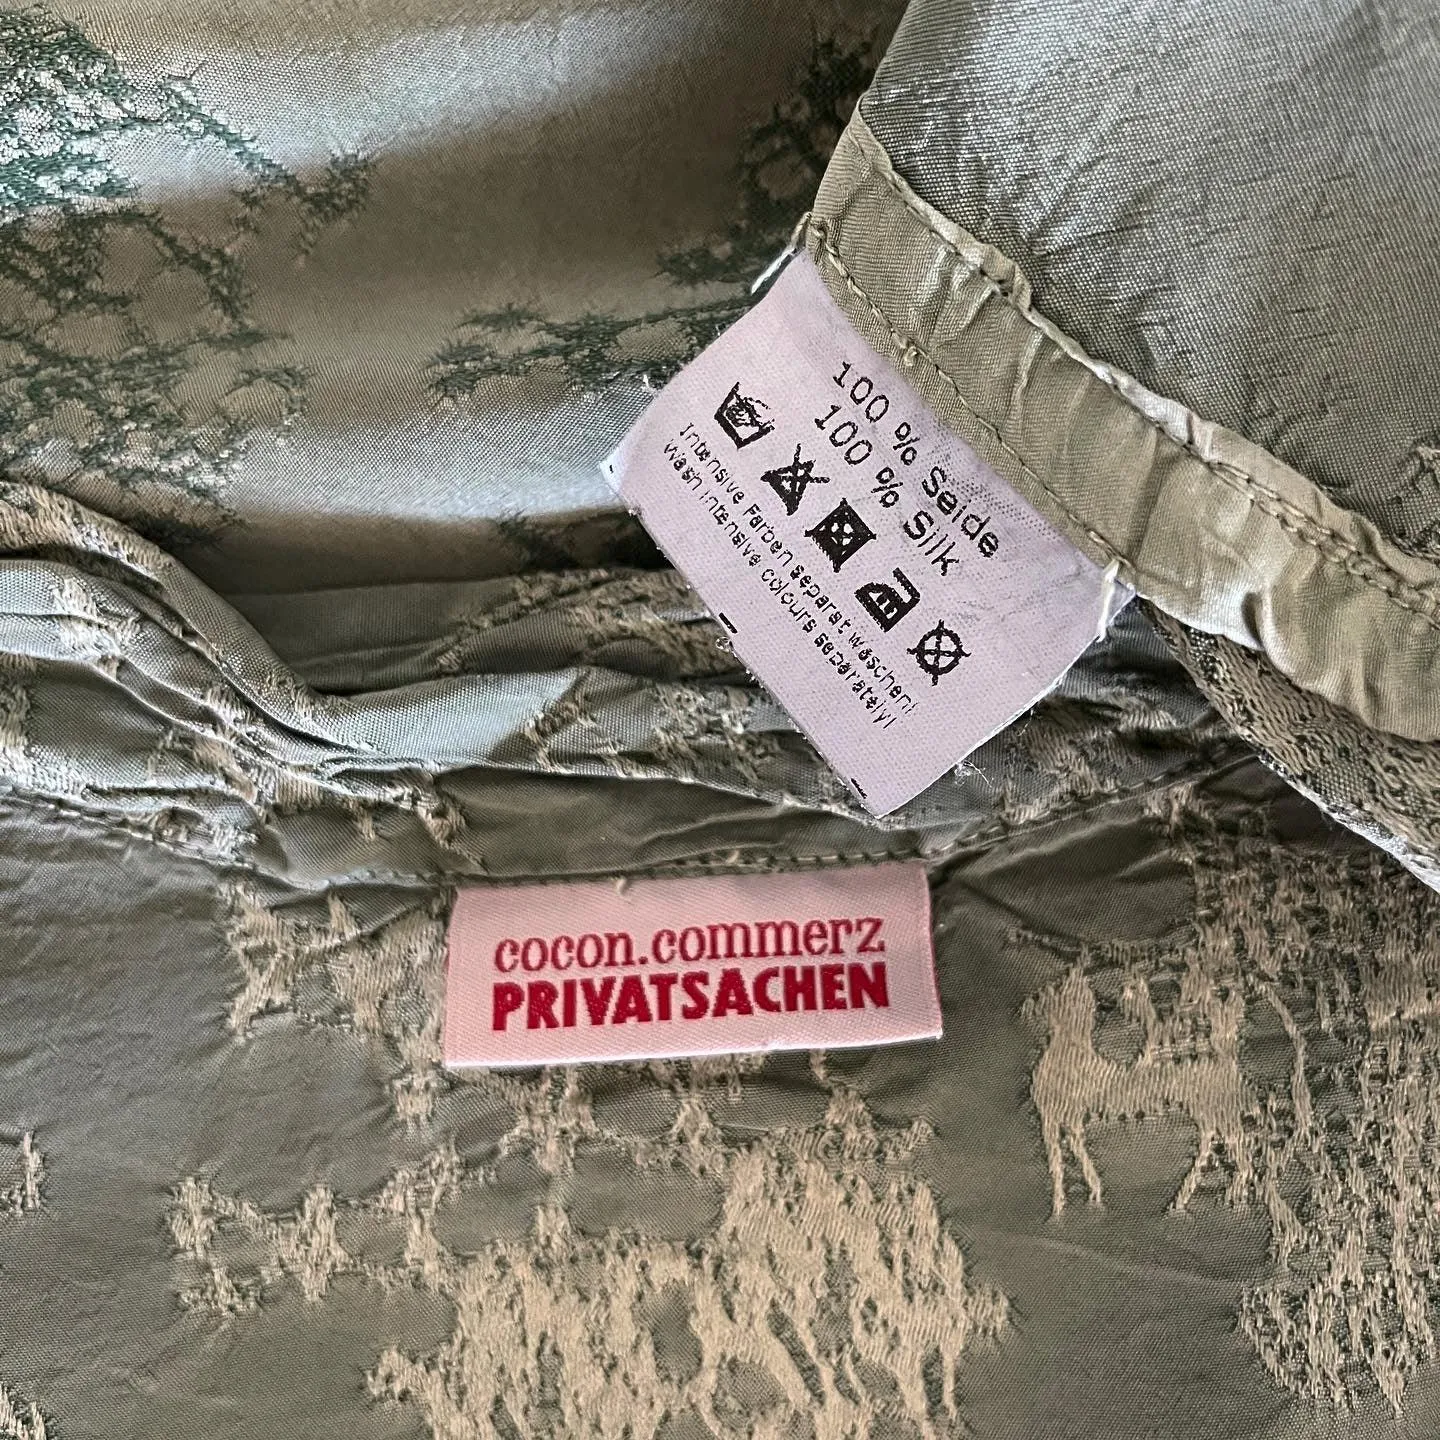 100 % Seide
100 % Silk
Intensive Farben separat waschen!
Wash intensive colours separately!
cocon.commerz
PRIVATSACHEN